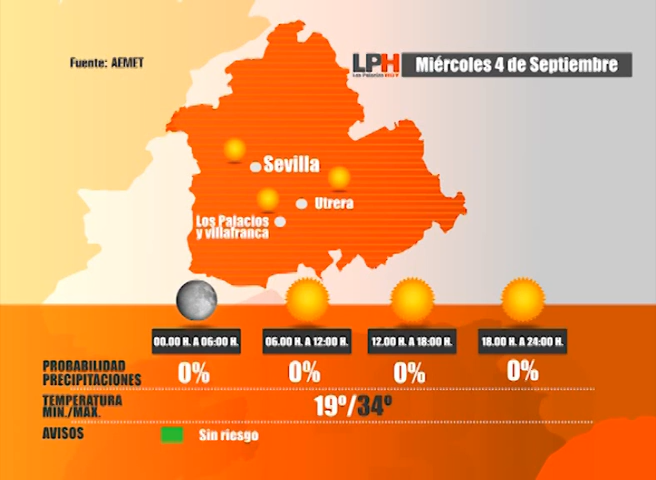 Fuente: AEMET
LPH
Los Palacios HOY
Miércoles 4 de Septiembre
Sevilla
Utrera
Los Palacios
y villafranca
00.00 H. A 06:00 H.
06.00 H. A 12:00 H.
12.00 H. A 18:00 H.
18.00 H. A 24:00 H.
PROBABILIDAD
PRECIPITACIONES
0%
0%
0%
0%
TEMPERATURA
MIN./MAX.
19º/34º
AVISOS
Sin riesgo